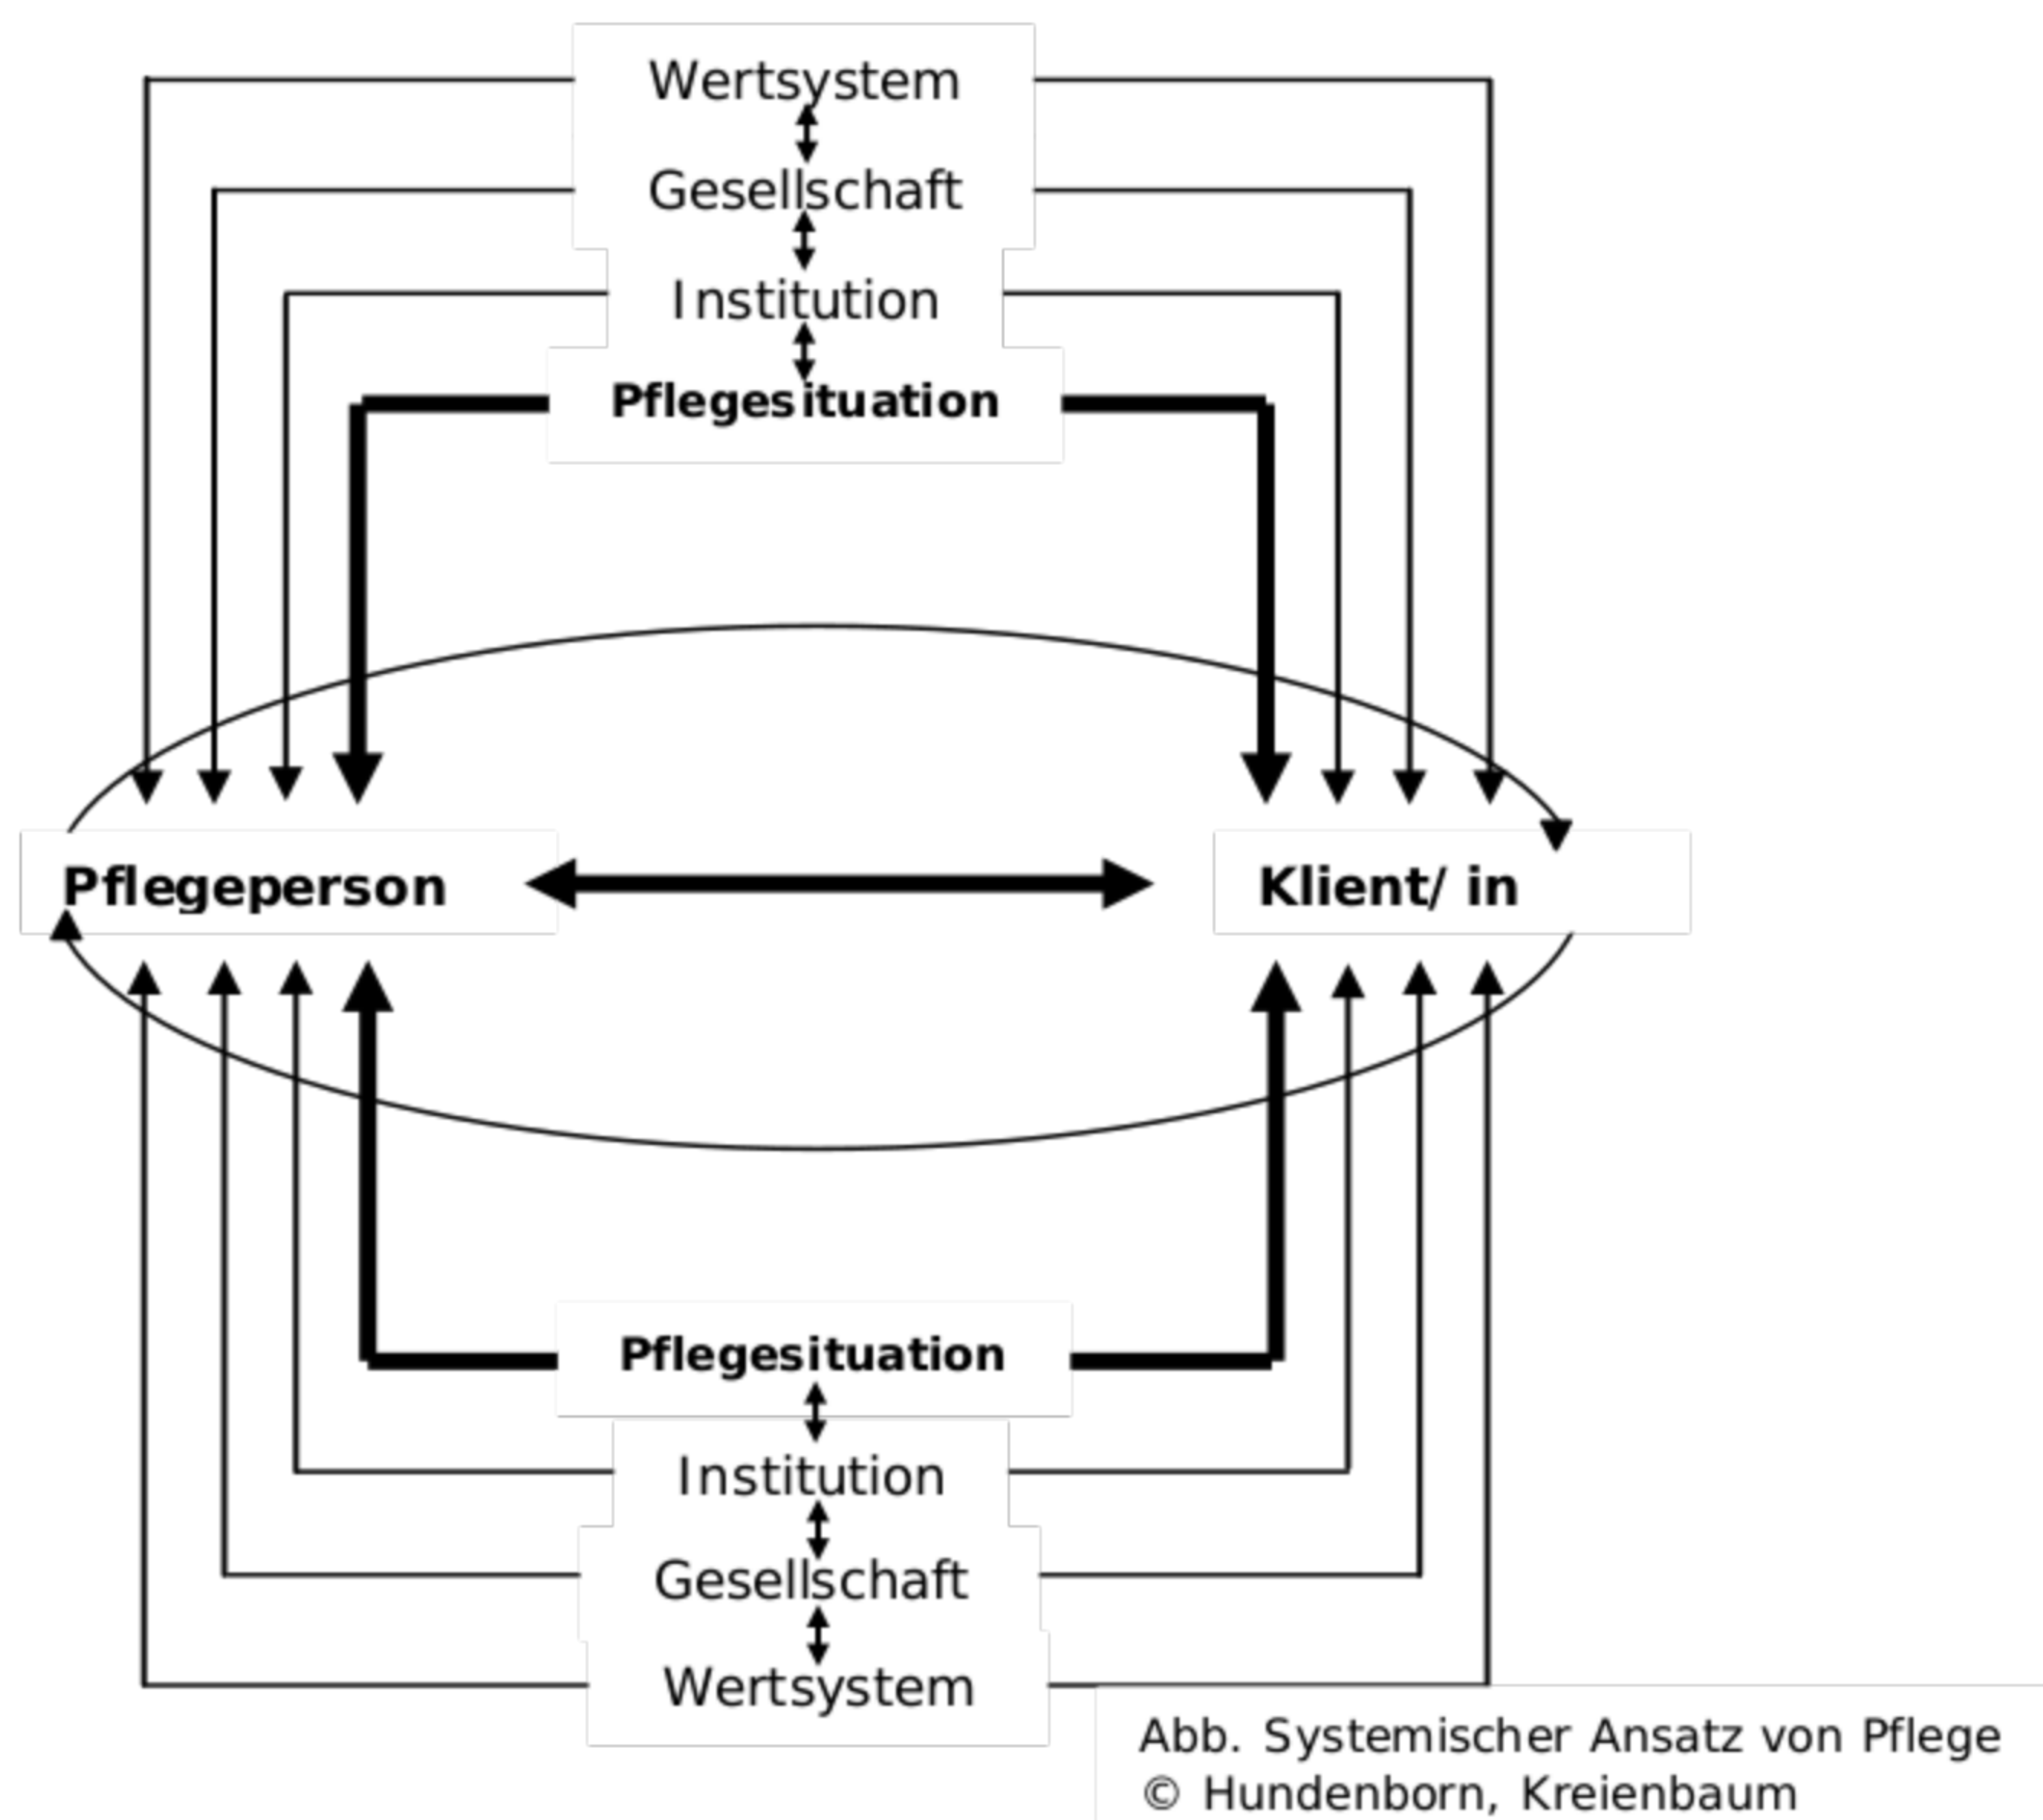 Wertsystem
Gesellschaft
Institution
Pflegesituation
Pflegeperson
Klient/ in
Pflegesituation
Institution
Gesellschaft
Wertsystem
Abb. Systemischer Ansatz von Pflege
© Hundenborn, Kreienbaum